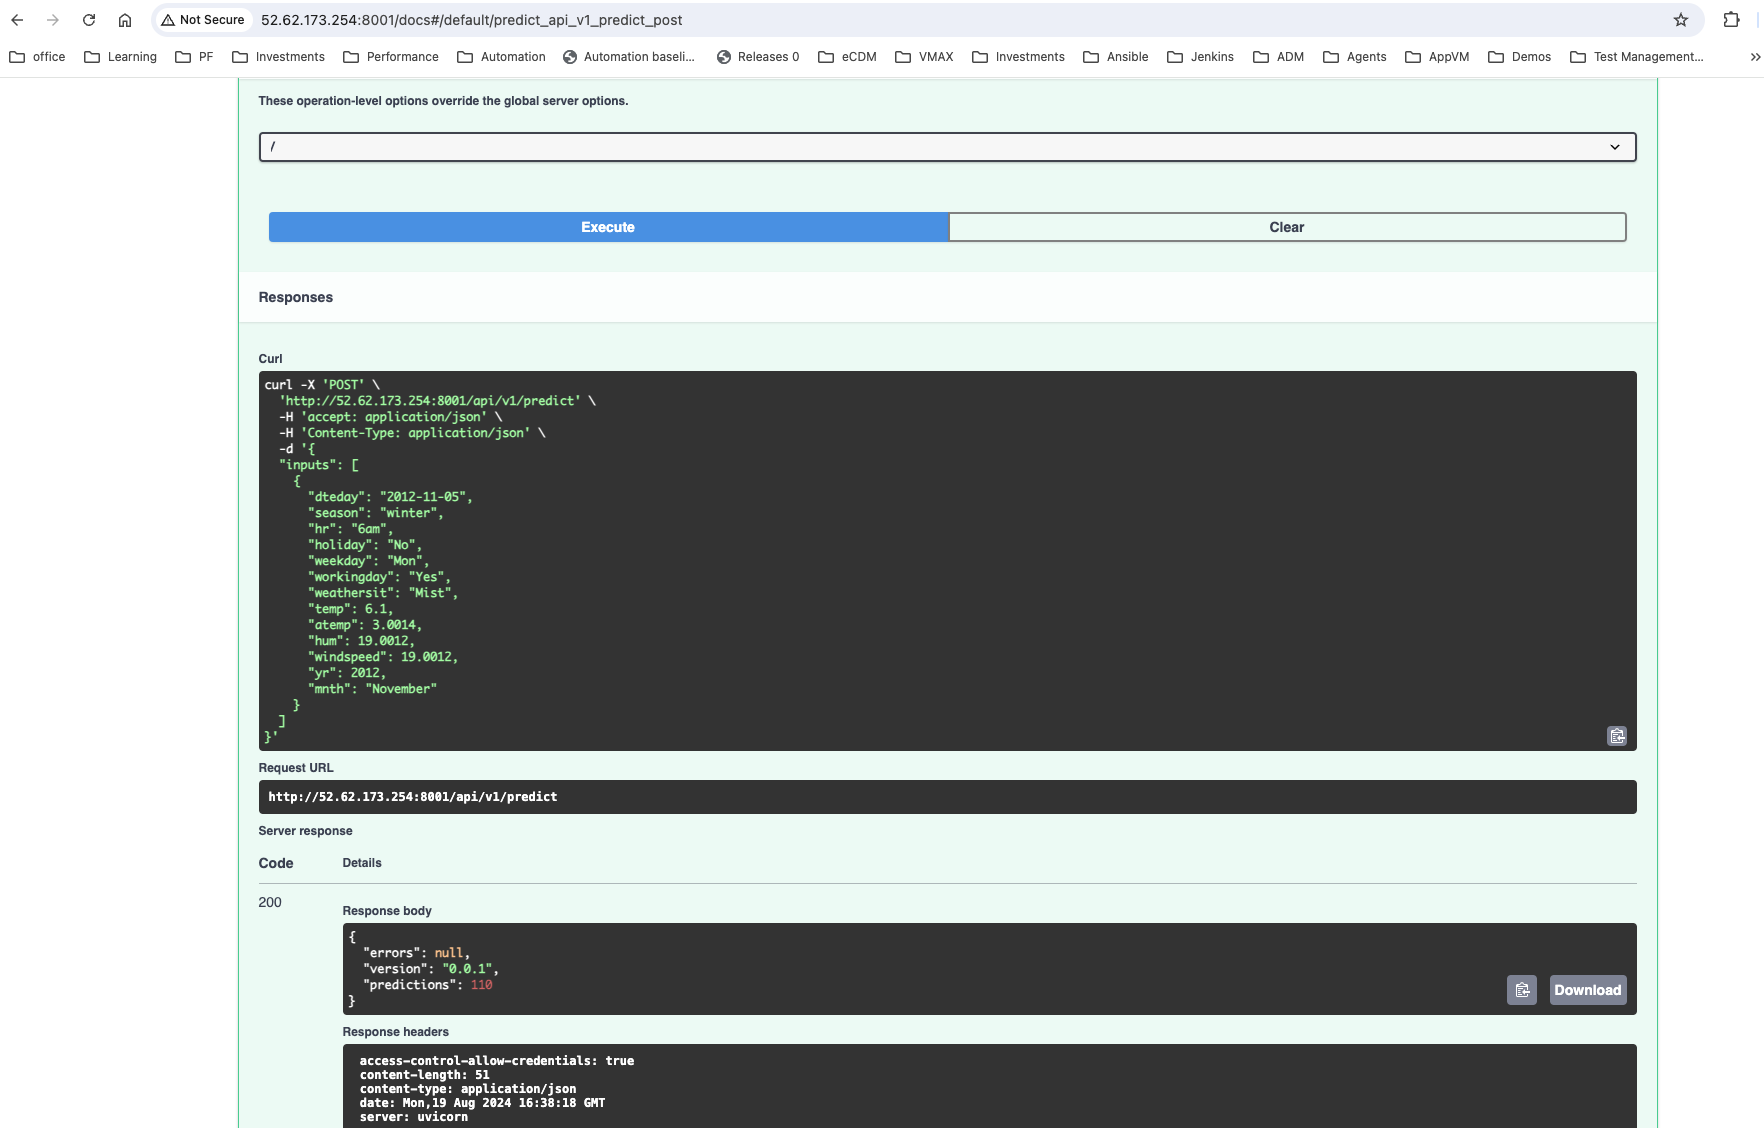 Not Secure 52.62.173.254:8001/docs#/default/predict_api_v1_predict_post
office Learning PF Investments Performance Automation Automation baseli... Releases 0 eCDM VMAX Investments Ansible Jenkins ADM Agents AppVM Demos Test Management... »
These operation-level options override the global server options.
/
Execute Clear
Responses
Curl
curl -X 'POST' \
'http://52.62.173.254:8001/api/v1/predict' \
-H 'accept: application/json' \
-H 'Content-Type: application/json' \
-d '{
"inputs": [
{
"dteday": "2012-11-05",
"season": "winter",
"hr": "6am",
"holiday": "No",
"weekday": "Mon",
"workingday": "Yes",
"weathersit": "Mist",
"temp": 6.1,
"atemp": 3.0014,
"hum": 19.0012,
"windspeed": 19.0012,
"yr": 2012,
"mnth": "November"
}
]
}'
Request URL
http://52.62.173.254:8001/api/v1/predict
Server response
Code Details
200
Response body
{
"errors": null,
"version": "0.0.1",
"predictions": 110
}
Download
Response headers
access-control-allow-credentials: true
content-length: 51
content-type: application/json
date: Mon,19 Aug 2024 16:38:18 GMT
server: uvicorn